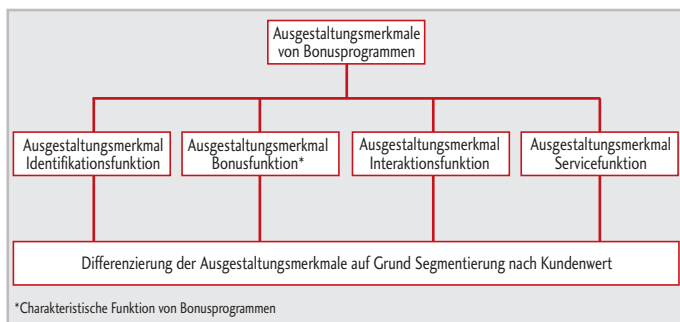 Ausgestaltungsmerkmale
von Bonusprogrammen
Ausgestaltungsmerkmal
Identifikationsfunktion
Ausgestaltungsmerkmal
Bonusfunktion*
Ausgestaltungsmerkmal
Interaktionsfunktion
Ausgestaltungsmerkmal
Servicefunktion
Differenzierung der Ausgestaltungsmerkmale auf Grund Segmentierung nach Kundenwert
*Charakteristische Funktion von Bonusprogrammen